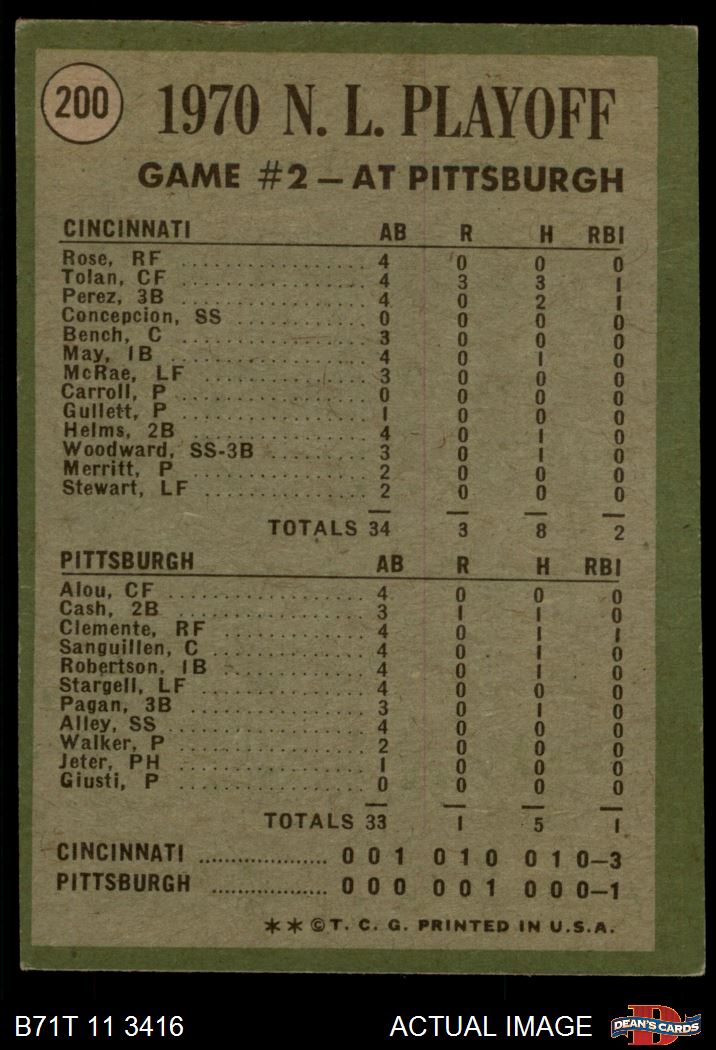 200
1970 N. L. PLAYOFF
GAME #2 – AT PITTSBURGH
CINCINNATI AB R H RBI
Rose, RF .................. 4 0 0 0
Tolan, CF .................. 4 3 3 1
Perez, 3B .................. 4 0 2 1
Concepcion, SS ............. 0 0 0 0
Bench, C .................. 3 0 0 0
May, 1B .................. 4 0 1 0
McRae, LF ................. 3 0 0 0
Carroll, P .................. 0 0 0 0
Gullett, P .................. 1 0 0 0
Helms, 2B .................. 4 0 1 0
Woodward, SS-3B ........... 3 0 1 0
Merritt, P .................. 2 0 0 0
Stewart, LF ................. 2 0 0 0
TOTALS 34 3 8 2
PITTSBURGH AB R H RBI
Alou, CF .................. 4 0 0 0
Cash, 2B .................. 3 1 1 0
Clemente, RF .............. 4 0 1 1
Sanguillen, C .............. 4 0 1 0
Robertson, 1B .............. 4 0 1 0
Stargell, LF ................ 4 0 0 0
Pagan, 3B .................. 3 0 1 0
Alley, SS .................. 4 0 0 0
Walker, P .................. 2 0 0 0
Jeter, PH .................. 1 0 0 0
Giusti, P .................. 0 0 0 0
TOTALS 33 1 5 1
CINCINNATI .................. 0 0 1 0 1 0 0 1 0–3
PITTSBURGH ................. 0 0 0 0 0 1 0 0 0–1
** © T. C. G. PRINTED IN U.S.A.
B71T 11 3416 ACTUAL IMAGE
D
DEAN'S CARDS